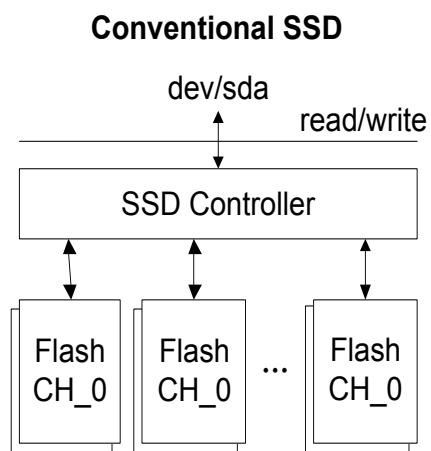 Conventional SSD
dev/sda
read/write
SSD Controller
Flash
CH_0
Flash
CH_0
...
Flash
CH_0